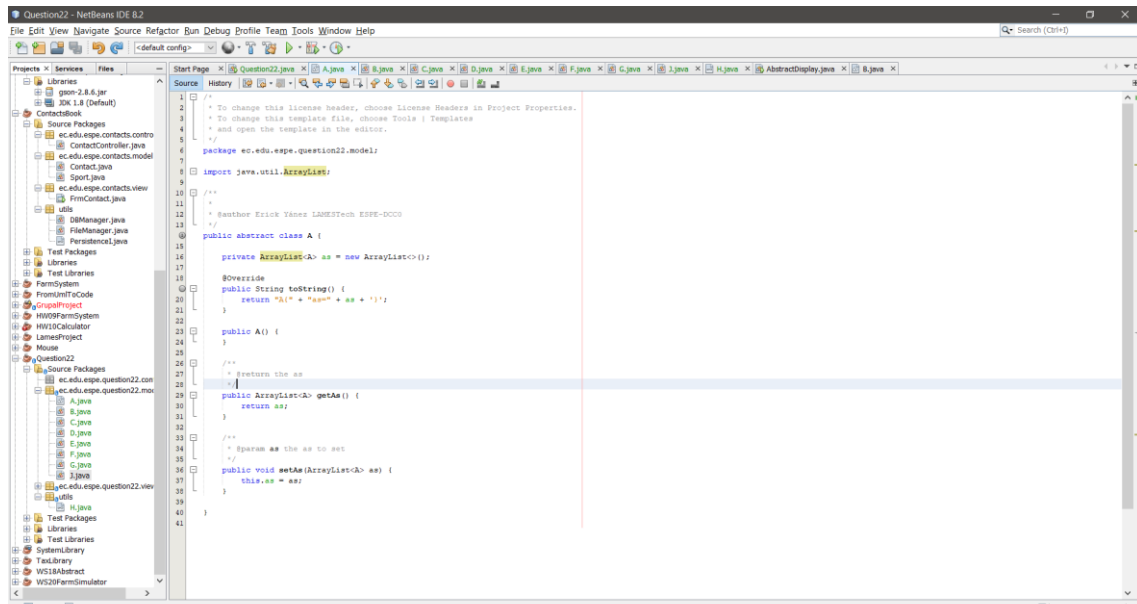 Question22 - NetBeans IDE 8.2
File Edit View Navigate Source Refactor Run Debug Profile Team Tools Window Help
Search (Ctrl+I)
<default config>
Projects Services Files
Start Page Question22.java A.java B.java C.java D.java E.java F.java G.java J.java H.java AbstractDisplay.java B.java
Source History
Libraries
gson-2.8.6.jar
JDK 1.8 (Default)
ContactsBook
Source Packages
ec.edu.espe.contacts.contro
ContactController.java
ec.edu.espe.contacts.model
Contact.java
Sport.java
ec.edu.espe.contacts.view
FrmContact.java
utils
DBManager.java
FileManager.java
PersistenceI.java
Test Packages
Libraries
Test Libraries
FarmSystem
FromUmlToCode
GrupalProject
HW09FarmSystem
HW10Calculator
LamesProject
Mouse
Question22
Source Packages
ec.edu.espe.question22.con
ec.edu.espe.question22.mod
A.java
B.java
C.java
D.java
E.java
F.java
G.java
J.java
ec.edu.espe.question22.view
utils
H.java
Test Packages
Libraries
Test Libraries
SystemLibrary
TaxLibrary
WS18Abstract
WS20FarmSimulator
1 /*
2 * To change this license header, choose License Headers in Project Properties.
3 * To change this template file, choose Tools | Templates
4 * and open the template in the editor.
5 */
6 package ec.edu.espe.question22.model;
7
8 import java.util.ArrayList;
9
10 /**
11 *
12 * @author Erick Yánez LAMESTech ESPE-DCCO
13 */
public abstract class A {
15
16 private ArrayList<A> as = new ArrayList<>();
17
18 @Override
public String toString() {
20 return "A{" + "as=" + as + '}';
21 }
22
23 public A() {
24 }
25
26 /**
27 * @return the as
28 */
29 public ArrayList<A> getAs() {
30 return as;
31 }
32
33 /**
34 * @param as the as to set
35 */
36 public void setAs(ArrayList<A> as) {
37 this.as = as;
38 }
39
40 }
41